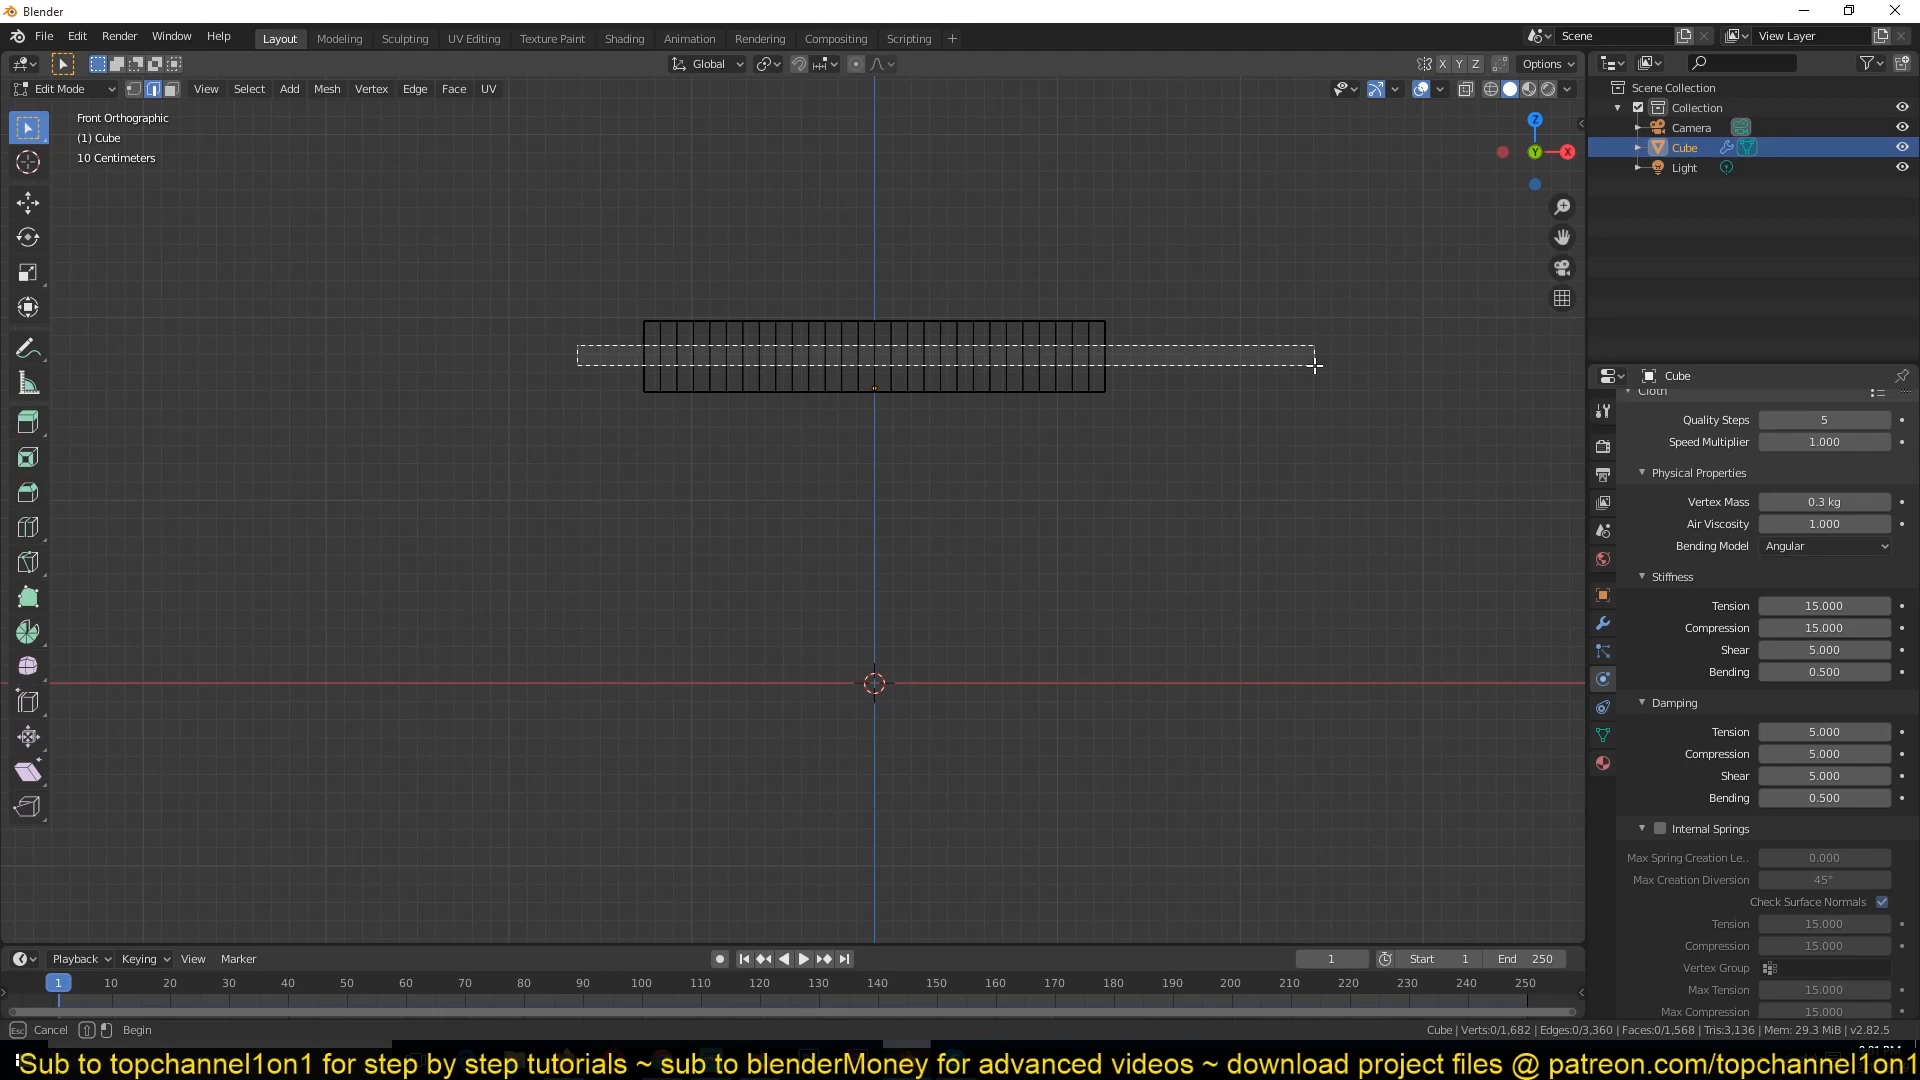 Blender
File Edit Render Window Help
Layout Modeling Sculpting UV Editing Texture Paint Shading Animation Rendering Compositing Scripting +
Scene View Layer
Global
X Y Z Options
Edit Mode View Select Add Mesh Vertex Edge Face UV
Front Orthographic
(1) Cube
10 Centimeters
Z
Y
X
Scene Collection
Collection
Camera
Cube
Light
Cube
Cloth
Quality Steps 5
Speed Multiplier 1.000
Physical Properties
Vertex Mass 0.3 kg
Air Viscosity 1.000
Bending Model Angular
Stiffness
Tension 15.000
Compression 15.000
Shear 5.000
Bending 0.500
Damping
Tension 5.000
Compression 5.000
Shear 5.000
Bending 0.500
Internal Springs
Max Spring Creation Le.. 0.000
Max Creation Diversion 45°
Check Surface Normals
Tension 15.000
Compression 15.000
Vertex Group
Max Tension 15.000
Max Compression 15.000
Playback Keying View Marker
1 Start 1 End 250
1 10 20 30 40 50 60 70 80 90 100 110 120 130 140 150 160 170 180 190 200 210 220 230 240 250
Esc Cancel Begin
Cube | Verts:0/1,682 | Edges:0/3,360 | Faces:0/1,568 | Tris:3,136 | Mem: 29.3 MiB | v2.82.5
Sub to topchannel1on1 for step by step tutorials ~ sub to blenderMoney for advanced videos ~ download project files @ patreon.com/topchannel1on1